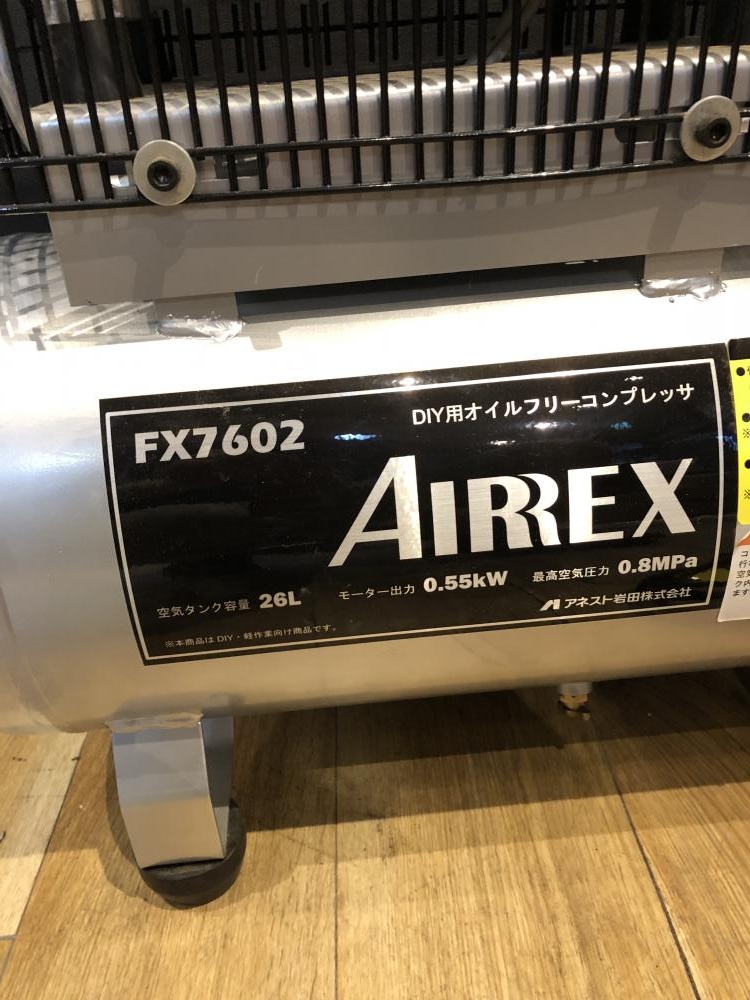 FX7602
DIY用オイルフリーコンプレッサ
AIRREX
空気タンク容量 26L
モーター出力 0.55kW
最高空気圧力 0.8MPa
アネスト岩田株式会社
※本商品は DIY・軽作業向け商品です。